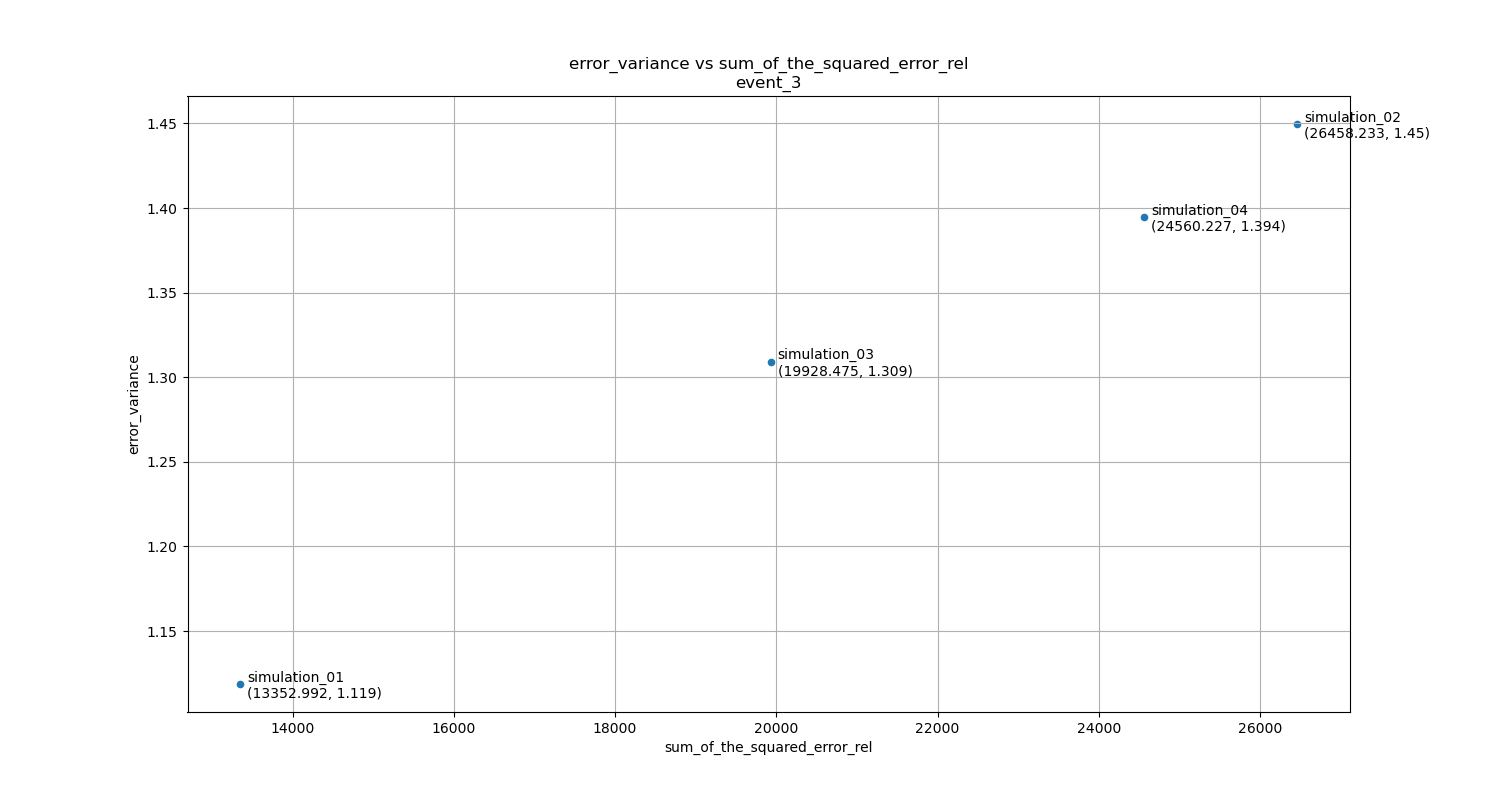 error_variance vs sum_of_the_squared_error_rel
event_3
1.45
1.40
1.35
1.30
1.25
1.20
1.15
error_variance
simulation_02
(26458.233, 1.45)
simulation_04
(24560.227, 1.394)
simulation_03
(19928.475, 1.309)
simulation_01
(13352.992, 1.119)
14000 16000 18000 20000 22000 24000 26000
sum_of_the_squared_error_rel